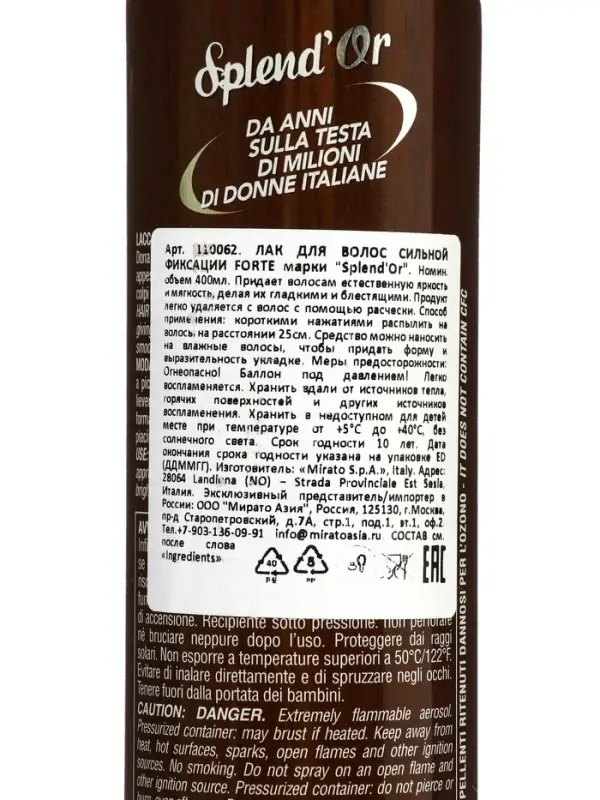 Splend'Or
DA ANNI
SULLA TESTA
DI MILIONI
DI DONNE ITALIANE
Арт. 110062. ЛАК ДЛЯ ВОЛОС СИЛЬНОЙ
ФИКСАЦИИ FORTE марки "Splend'Or". Номин.
объем 400мл. Придает волосам естественную яркость
и мягкость, делая их гладкими и блестящими. Продукт
легко удаляется с волос с помощью расчески. Способ
применения: короткими нажатиями распылить на
волосы на расстоянии 25см. Средство можно наносить
на влажные волосы, чтобы придать форму и
выразительность укладке. Меры предосторожности:
Огнеопасно! Баллон под давлением! Легко
воспламеняется. Хранить вдали от источников тепла,
горячих поверхностей и других источников
воспламенения. Хранить в недоступном для детей
месте при температуре от +5°C до +40°C, без
солнечного света. Срок годности 10 лет. Дата
окончания срока годности указана на упаковке ED
(ДДММГГ). Изготовитель: «Mirato S.p.A.», Italy. Адрес:
28064 Landiona (NO) – Strada Provinciale Est Sesia,
Италия. Эксклюзивный представитель/импортер в
России: ООО "Мирато Азия", Россия, 125130, г.Москва,
пр-д Старопетровский, д.7А, стр.1, под.1, эт.1, оф.2
Тел.+7-903-136-09-91 info@miratoasia.ru СОСТАВ см.
после слова
«Ingredients»
40
5
PP
EAC
di accensione. Recipiente sotto pressione: non perforare
né bruciare neppure dopo l'uso. Proteggere dai raggi
solari. Non esporre a temperature superiori a 50°C/122°F.
Evitare di inalare direttamente e di spruzzare negli occhi.
Tenere fuori dalla portata dei bambini.
CAUTION: DANGER. Extremely flammable aerosol.
Pressurized container: may burst if heated. Keep away from
heat, hot surfaces, sparks, open flames and other ignition
sources. No smoking. Do not spray on an open flame and
other ignition source. Pressurized container: do not pierce or
PELLENTI RITENUTI DANNOSI PER L'OZONO - IT DOES NOT CONTAIN CFC